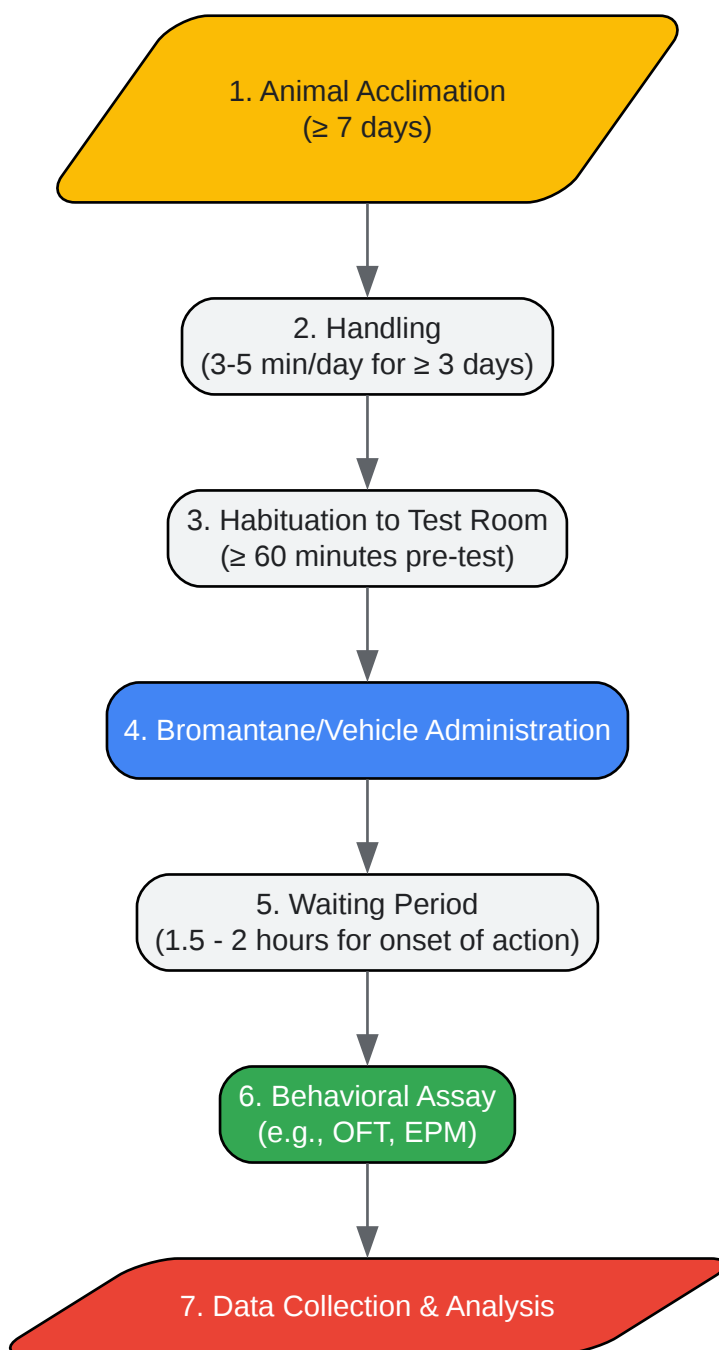 1. Animal Acclimation
(≥ 7 days)
2. Handling
(3-5 min/day for ≥ 3 days)
3. Habituation to Test Room
(≥ 60 minutes pre-test)
4. Bromantane/Vehicle Administration
5. Waiting Period
(1.5 - 2 hours for onset of action)
6. Behavioral Assay
(e.g., OFT, EPM)
7. Data Collection & Analysis